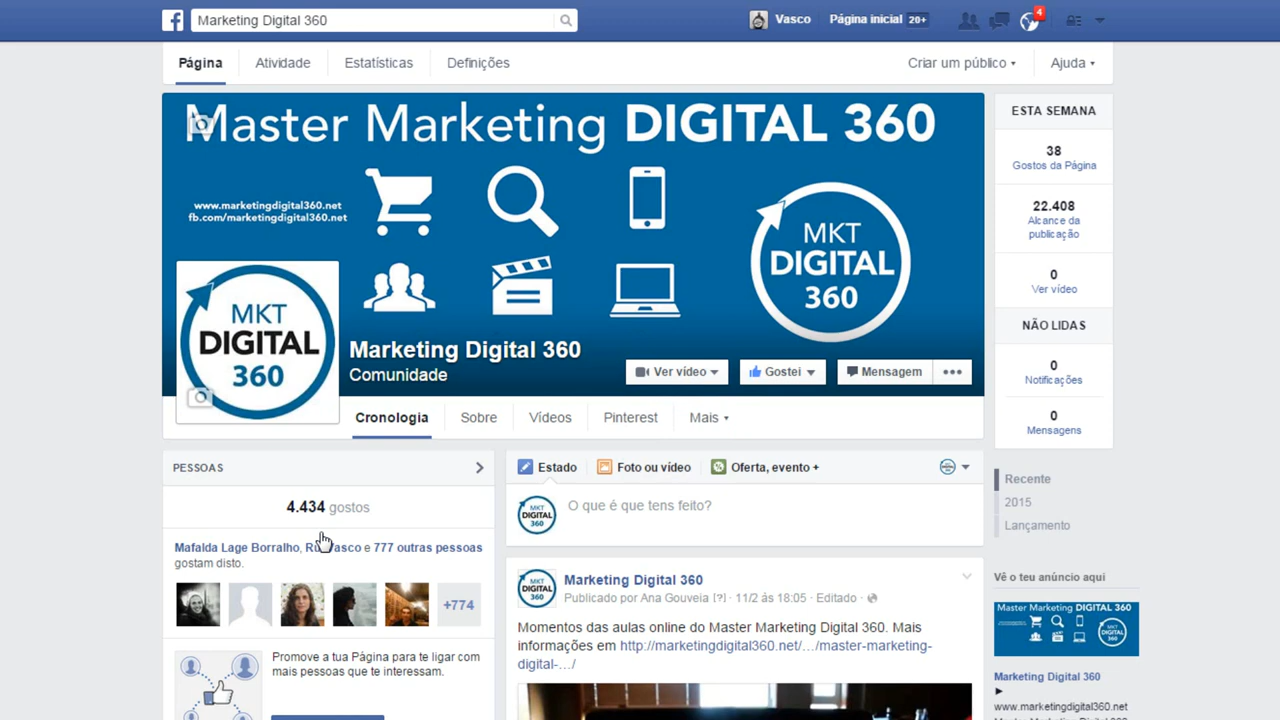 Marketing Digital 360
Vasco
Página inicial 20+
4
Página
Atividade
Estatísticas
Definições
Criar um público
Ajuda
Master Marketing DIGITAL 360
www.marketingdigital360.net
fb.com/marketingdigital360.net
MKT
DIGITAL
360
MKT
DIGITAL
360
Marketing Digital 360
Comunidade
Ver vídeo
Gostei
Mensagem
Cronologia
Sobre
Vídeos
Pinterest
Mais
ESTA SEMANA
38
Gostos da Página
22.408
Alcance da
publicação
0
Ver vídeo
NÃO LIDAS
0
Notificações
0
Mensagens
PESSOAS
4.434 gostos
Mafalda Lage Borralho, Vasco e 777 outras pessoas
gostam disto.
+774
Promove a tua Página para te ligar com
mais pessoas que te interessam.
Estado
Foto ou vídeo
Oferta, evento +
MKT
DIGITAL
360
O que é que tens feito?
MKT
DIGITAL
360
Marketing Digital 360
Publicado por Ana Gouveia [?] · 11/2 ás 18:05 · Editado ·
Momentos das aulas online do Master Marketing Digital 360. Mais
informações em http://marketingdigital360.net/.../master-marketing-
digital-.../
Recente
2015
Lançamento
Vê o teu anúncio aqui
Master Marketing DIGITAL 360
Marketing Digital 360
www.marketingdigital360.net